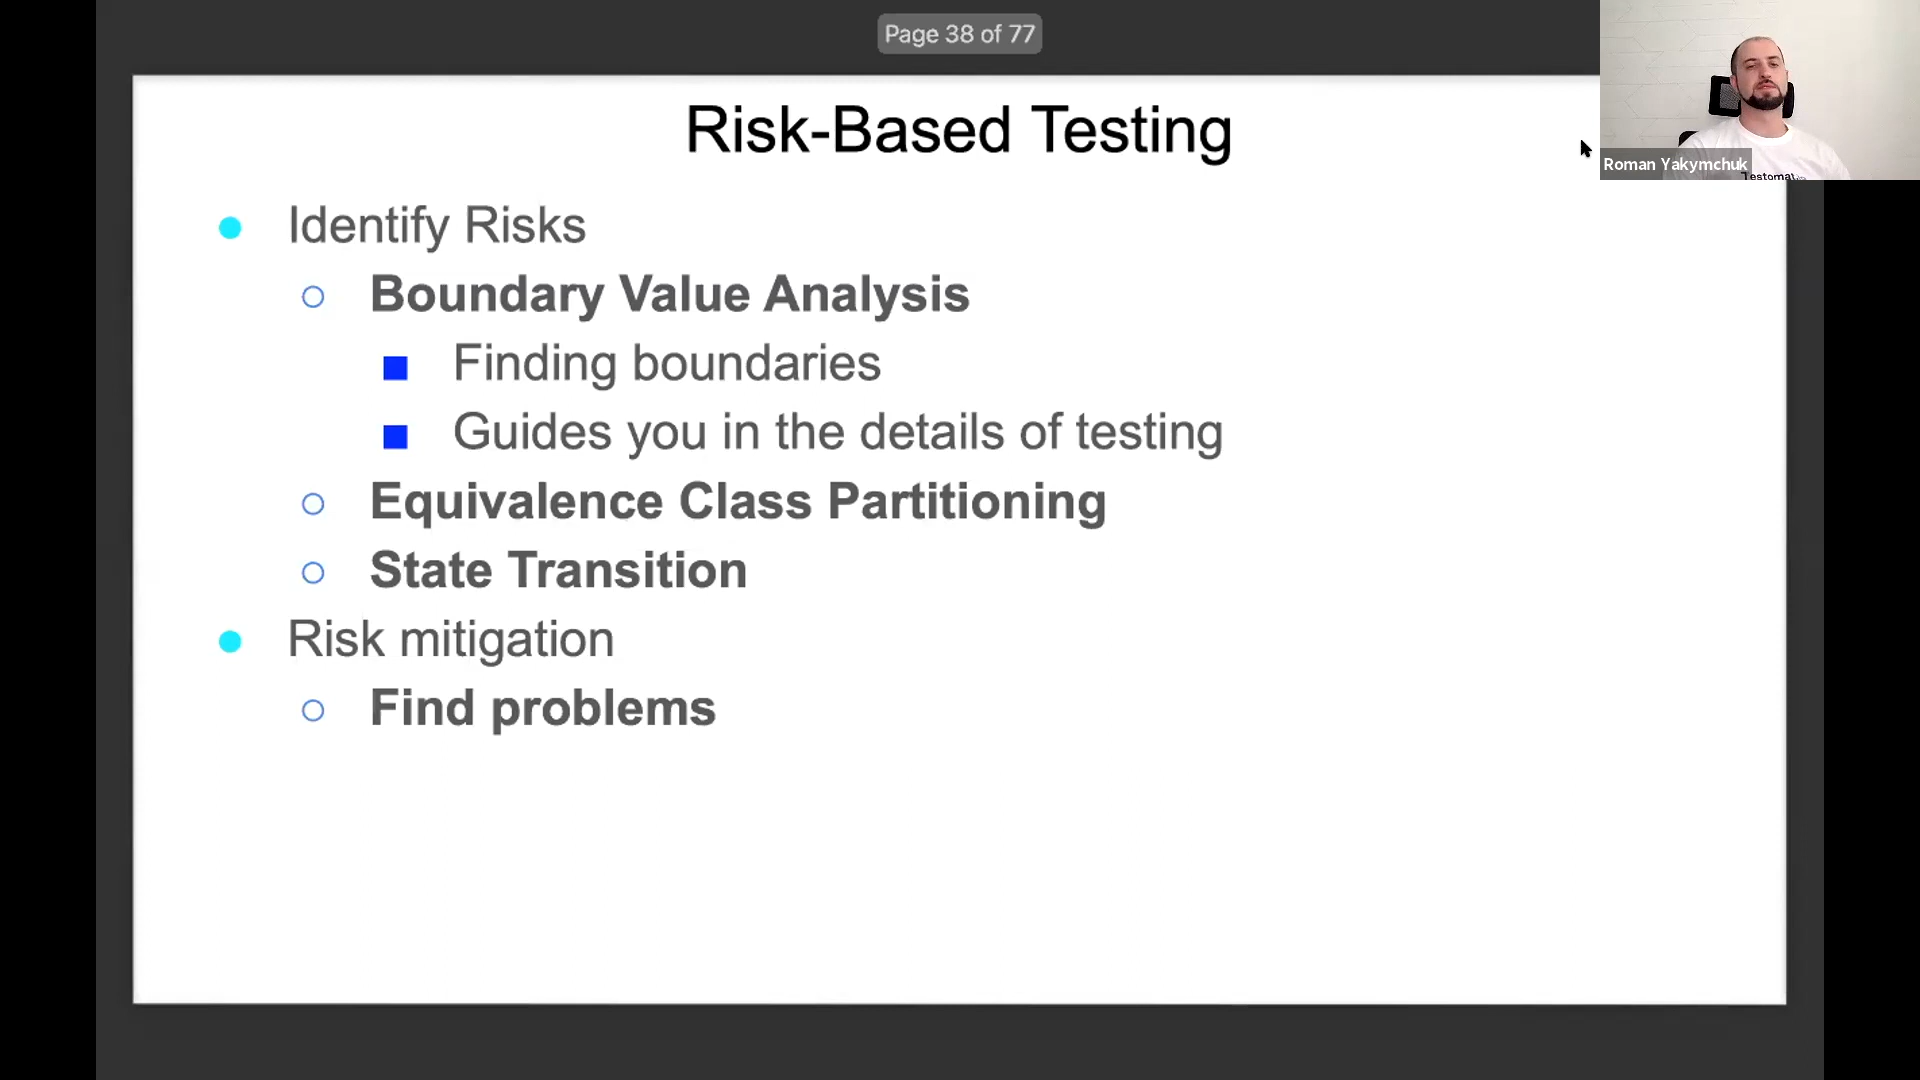 Page 38 of 77
Risk-Based Testing
Roman Yakymchuk
Identify Risks
Boundary Value Analysis
Finding boundaries
Guides you in the details of testing
Equivalence Class Partitioning
State Transition
Risk mitigation
Find problems